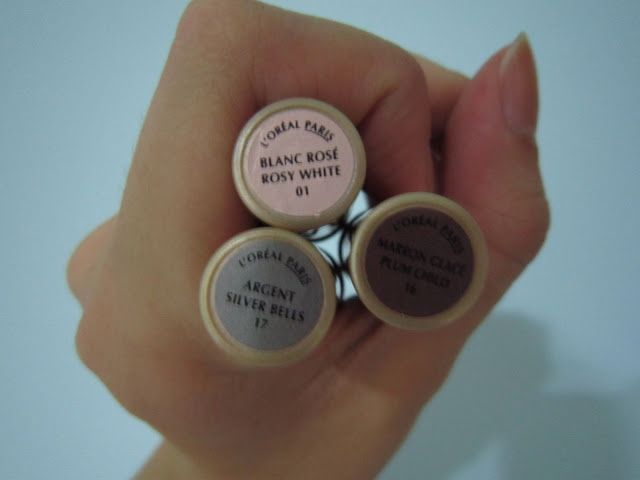 L'ORÉAL PARIS
BLANC ROSÉ
ROSY WHITE
01
L'ORÉAL PARIS
MARRON GLACÉ
PLUM CHILD
16
L'ORÉAL PARIS
ARGENT
SILVER BELLS
17